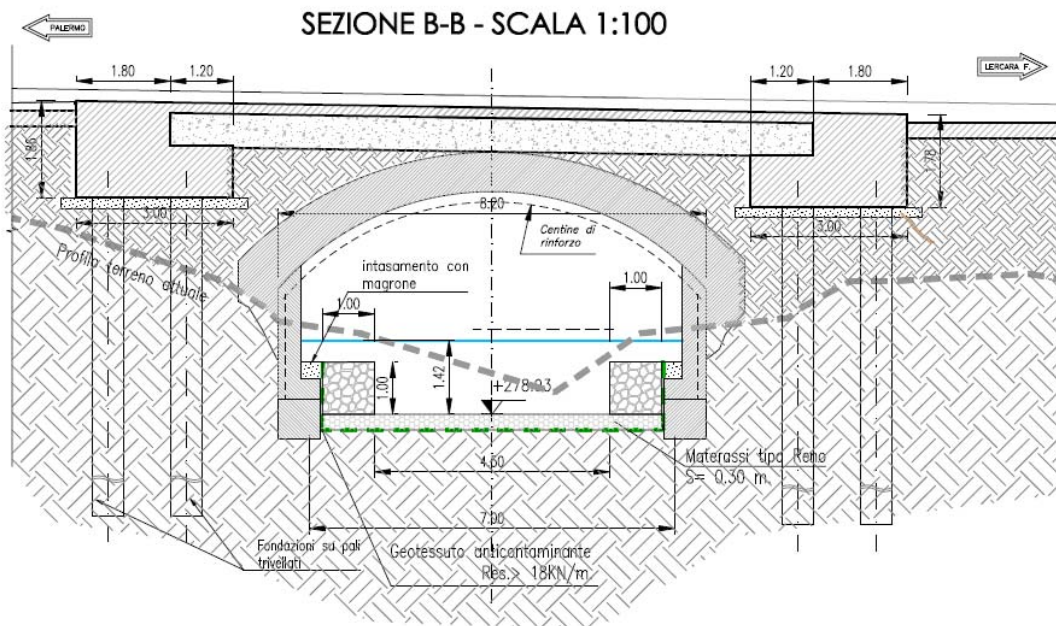 SEZIONE B-B - SCALA 1:100
PALERMO
LERCARA F.
1.80
1.20
1.20
1.80
1.86
1.78
3.00
3.00
8.20
Centine di
rinforzo
Profilo terreno attuale
intasamento con
magrone
1.00
1.00
1.00
1.42
+278.93
4.50
Materassi tipo Reno
S= 0.30 m
7.00
Fondazioni su pali
trivellati
Geotessuto anticontaminante
Res.> 18KN/m